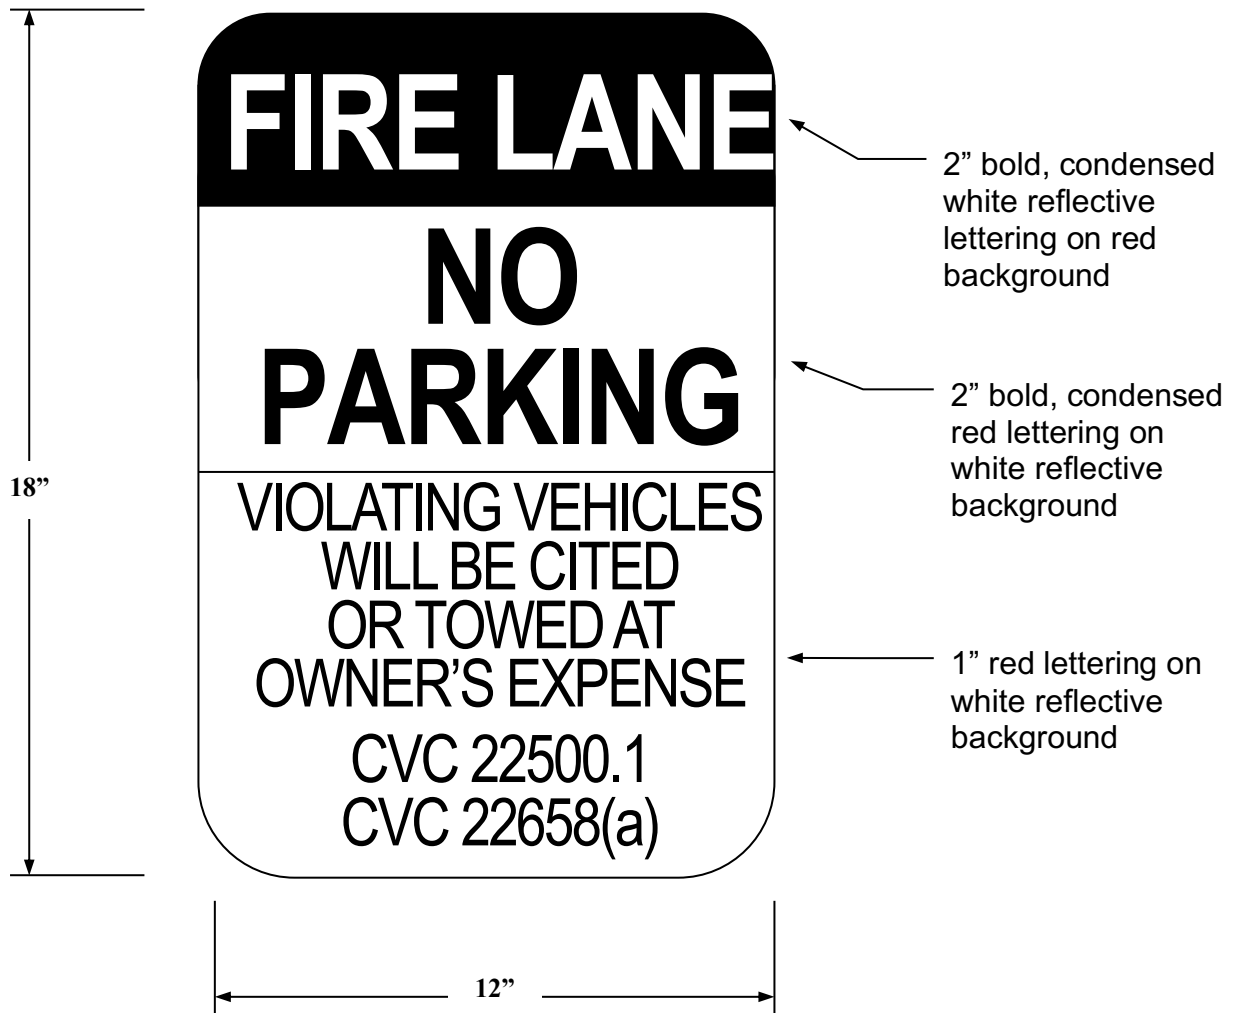 FIRE LANE
NO
PARKING
VIOLATING VEHICLES
WILL BE CITED
OR TOWED AT
OWNER’S EXPENSE
CVC 22500.1
CVC 22658(a)
2” bold, condensed
white reflective
lettering on red
background
2” bold, condensed
red lettering on
white reflective
background
1” red lettering on
white reflective
background
18”
12”